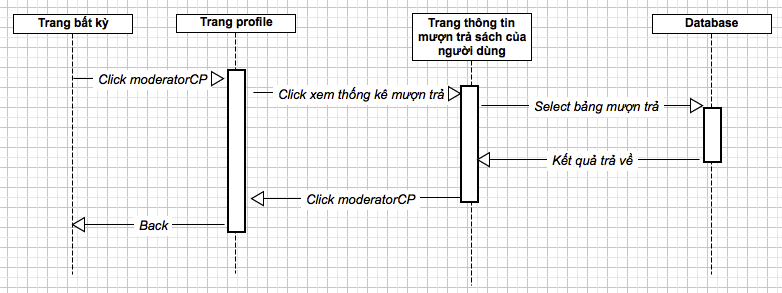 Trang bất kỳ
Trang profile
Trang thông tin
mượn trả sách của
người dùng
Database
Click moderatorCP
Click xem thống kê mượn trả
Select bảng mượn trả
Kết quả trả về
Click moderatorCP
Back